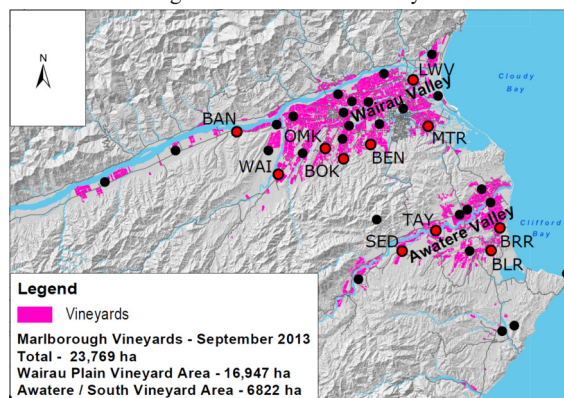 N
Cloudy
Bay
LWV
Wairau Valley
BAN
OMK
MTR
WAI
BEN
BOK
TAY
Clifford
Bay
Awatere Valley
SED
BRR
BLR
Legend
Vineyards
Marlborough Vineyards - September 2013
Total - 23,769 ha
Wairau Plain Vineyard Area - 16,947 ha
Awatere / South Vineyard Area - 6822 ha